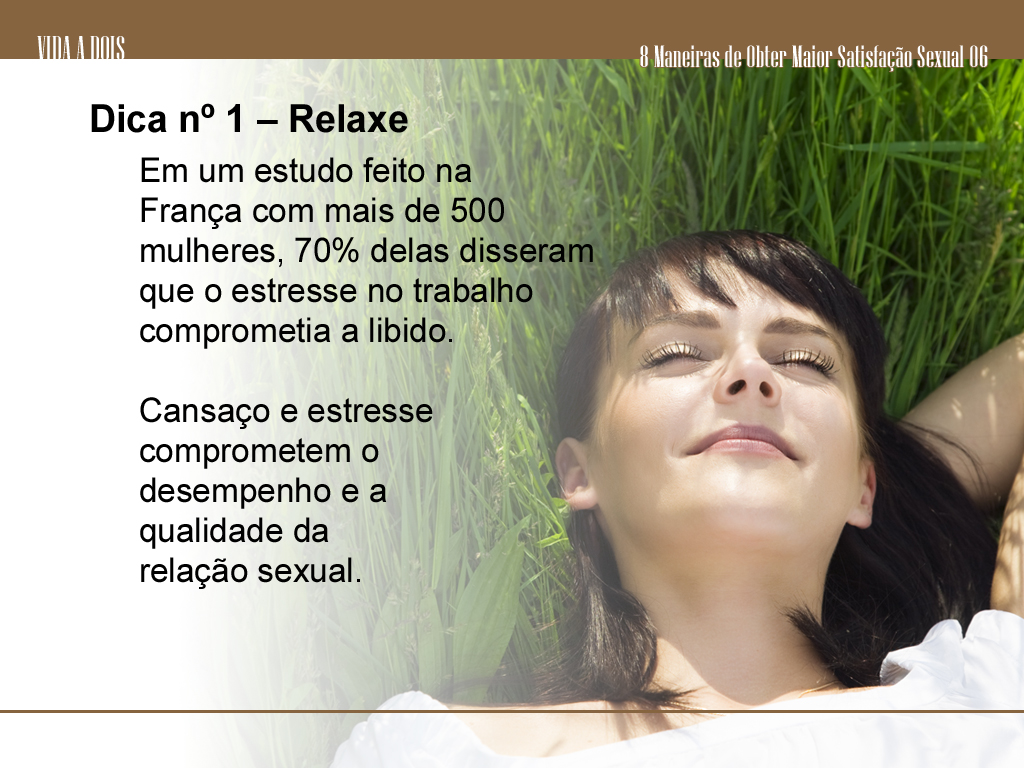 VIDA A DOIS
8 Maneiras de Obter Maior Satisfação Sexual 06
Dica nº 1 – Relaxe
Em um estudo feito na
França com mais de 500
mulheres, 70% delas disseram
que o estresse no trabalho
comprometia a libido.
Cansaço e estresse
comprometem o
desempenho e a
qualidade da
relação sexual.